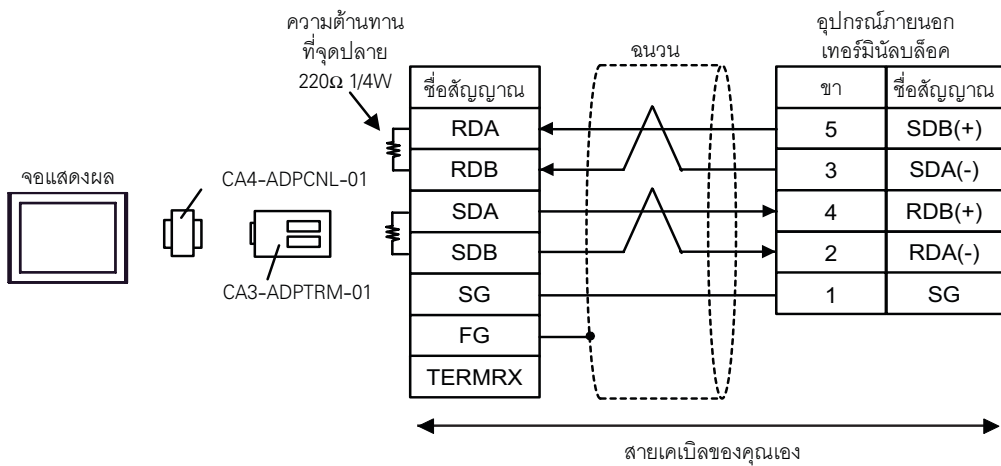 ความต้านทาน
ที่จุดปลาย
220Ω 1/4W
จอแสดงผล
CA4-ADPCNL-01
CA3-ADPTRM-01
ชื่อสัญญาณ
RDA
RDB
SDA
SDB
SG
FG
TERMRX
ฉนวน
อุปกรณ์ภายนอก
เทอร์มินัลบล็อค
ขา ชื่อสัญญาณ
5 SDB(+)
3 SDA(-)
4 RDB(+)
2 RDA(-)
1 SG
สายเคเบิลของคุณเอง